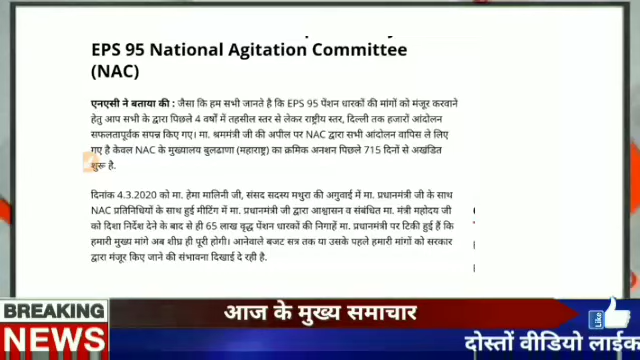 EPS 95 National Agitation Committee
(NAC)
एनएसी ने बताया की : जैसा कि हम सभी जानते है कि EPS 95 पेंशन धारकों की मांगों को मंजूर करवाने
हेतु आप सभी के द्वारा पिछले 4 वर्षों में तहसील स्तर से लेकर राष्ट्रीय स्तर, दिल्ली तक हजारों आंदोलन
सफलतापूर्वक सपन्न किए गए। मा. श्रममंत्री जी की अपील पर NAC द्वारा सभी आंदोलन वापिस ले लिए
गए है केवल NAC के मुख्यालय बुलढाणा (महाराष्ट्र) का क्रमिक अनशन पिछले 715 दिनों से अखंडित
शुरू है.
दिनांक 4.3.2020 को मा. हेमा मालिनी जी, संसद सदस्य मथुरा की अगुवाई में मा. प्रधानमंत्री जी के साथ
NAC प्रतिनिधियों के साथ हुई मीटिंग में मा. प्रधानमंत्री जी द्वारा आश्वासन व संबंधित मा. मंत्री महोदय जी
को दिशा निर्देश देने के बाद से ही 65 लाख वृद्ध पेंशन धारकों की निगाहें मा. प्रधानमंत्री पर टिकी हुई हैं कि
हमारी मुख्य मांगे अब शीघ्र ही पूरी होगी। आनेवाले बजट सत्र तक या उसके पहले हमारी मांगों को सरकार
द्वारा मंजूर किए जाने की संभावना दिखाई दे रही है.
BREAKING
NEWS
आज के मुख्य समाचार
Like
दोस्तों वीडियो लाईक